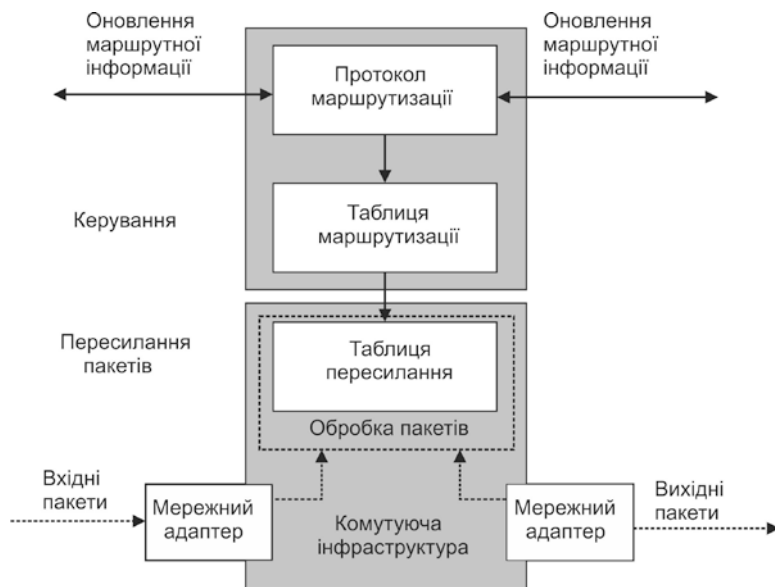 Оновлення
маршрутної
інформації
Оновлення
маршрутної
інформації
Протокол
маршрутизації
Керування
Таблиця
маршрутизації
Пересилання
пакетів
Таблиця
пересилання
Обробка пакетів
Вхідні
пакети
Мережний
адаптер
Комутуюча
інфраструктура
Мережний
адаптер
Вихідні
пакети